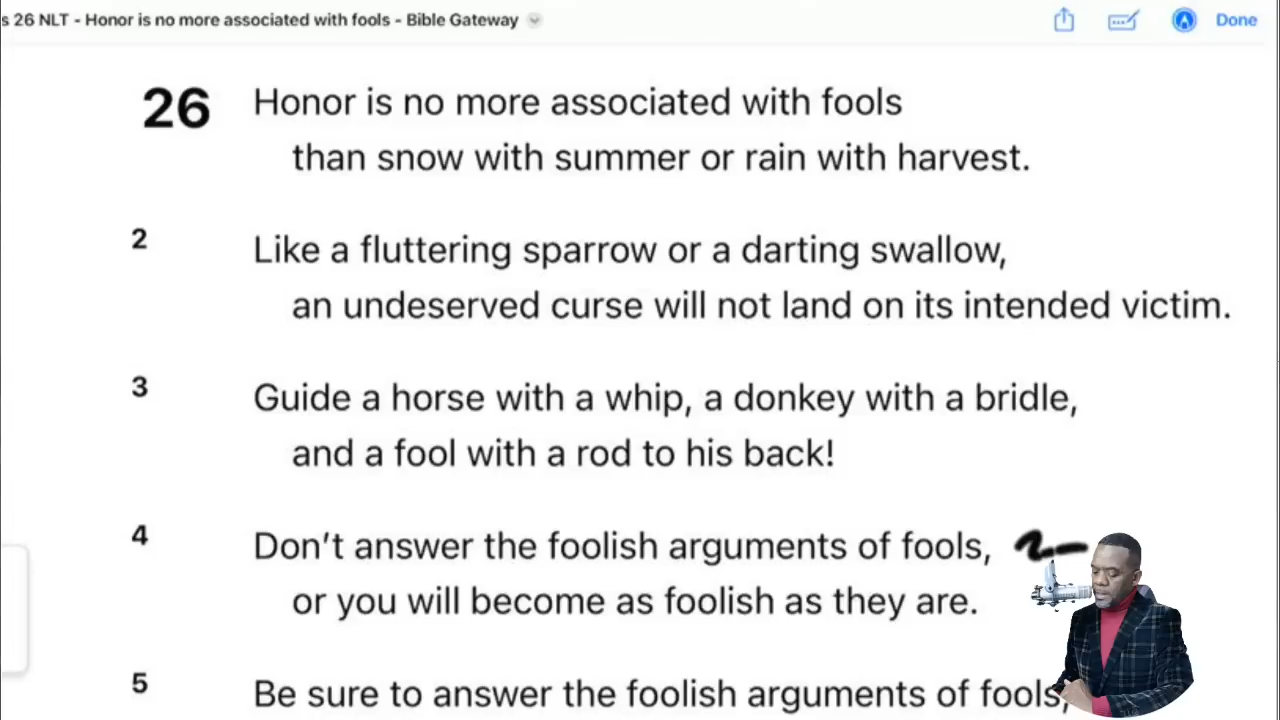 s 26 NLT - Honor is no more associated with fools - Bible Gateway
Done
26 Honor is no more associated with fools
than snow with summer or rain with harvest.
2 Like a fluttering sparrow or a darting swallow,
an undeserved curse will not land on its intended victim.
3 Guide a horse with a whip, a donkey with a bridle,
and a fool with a rod to his back!
4 Don’t answer the foolish arguments of fools,
or you will become as foolish as they are.
5 Be sure to answer the foolish arguments of fools,